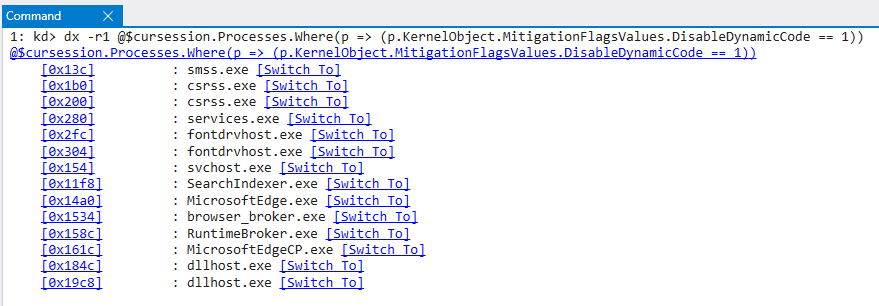 Command
1: kd> dx -r1 @$cursession.Processes.Where(p => (p.KernelObject.MitigationFlagsValues.DisableDynamicCode == 1))
@$cursession.Processes.Where(p => (p.KernelObject.MitigationFlagsValues.DisableDynamicCode == 1))
[0x13c] : smss.exe [Switch To]
[0x1b0] : csrss.exe [Switch To]
[0x200] : csrss.exe [Switch To]
[0x280] : services.exe [Switch To]
[0x2fc] : fontdrvhost.exe [Switch To]
[0x304] : fontdrvhost.exe [Switch To]
[0x154] : svchost.exe [Switch To]
[0x11f8] : SearchIndexer.exe [Switch To]
[0x14a0] : MicrosoftEdge.exe [Switch To]
[0x1534] : browser_broker.exe [Switch To]
[0x158c] : RuntimeBroker.exe [Switch To]
[0x161c] : MicrosoftEdgeCP.exe [Switch To]
[0x184c] : dllhost.exe [Switch To]
[0x19c8] : dllhost.exe [Switch To]